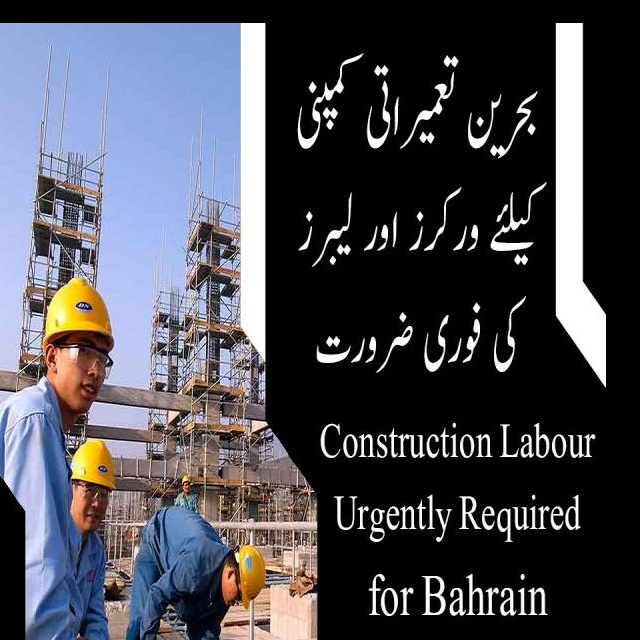 بحرین تعمیراتی کمپنی
کیلئے ورکرز اور لیبرز
کی فوری ضرورت
Construction Labour
Urgently Required
for Bahrain